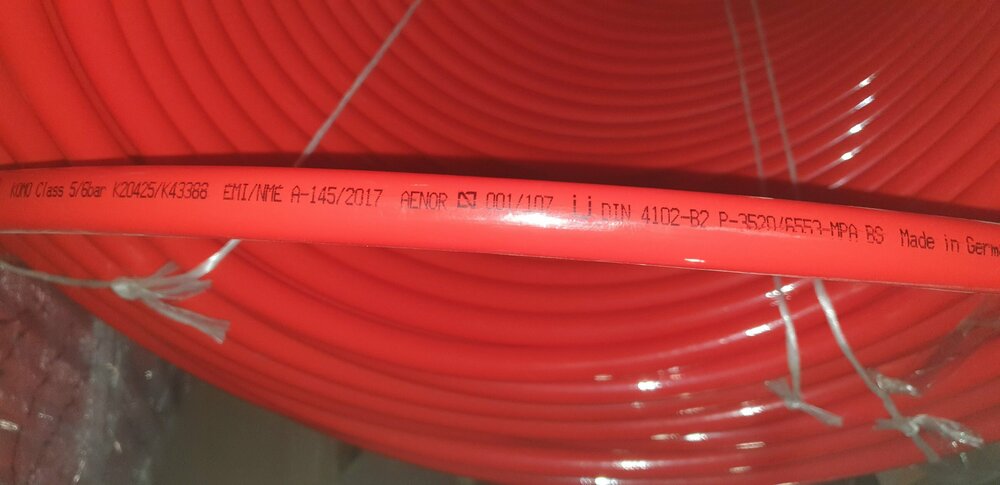 KOMO Class 5/6bar K20425/K43388 EMI/NME A-145/2017 AENOR 001/107 DIN 4102-B2 P-3520/6553-MPA BS Made in Germ